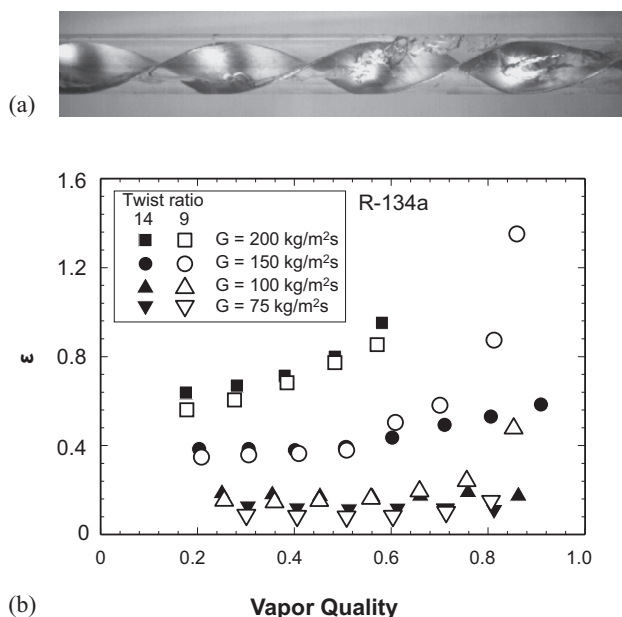 (a)
1.6
1.2
0.8
0.4
0
ε
Twist ratio
14 9
G = 200 kg/m²s
G = 150 kg/m²s
G = 100 kg/m²s
G = 75 kg/m²s
R-134a
0 0.2 0.4 0.6 0.8 1.0
(b)
Vapor Quality